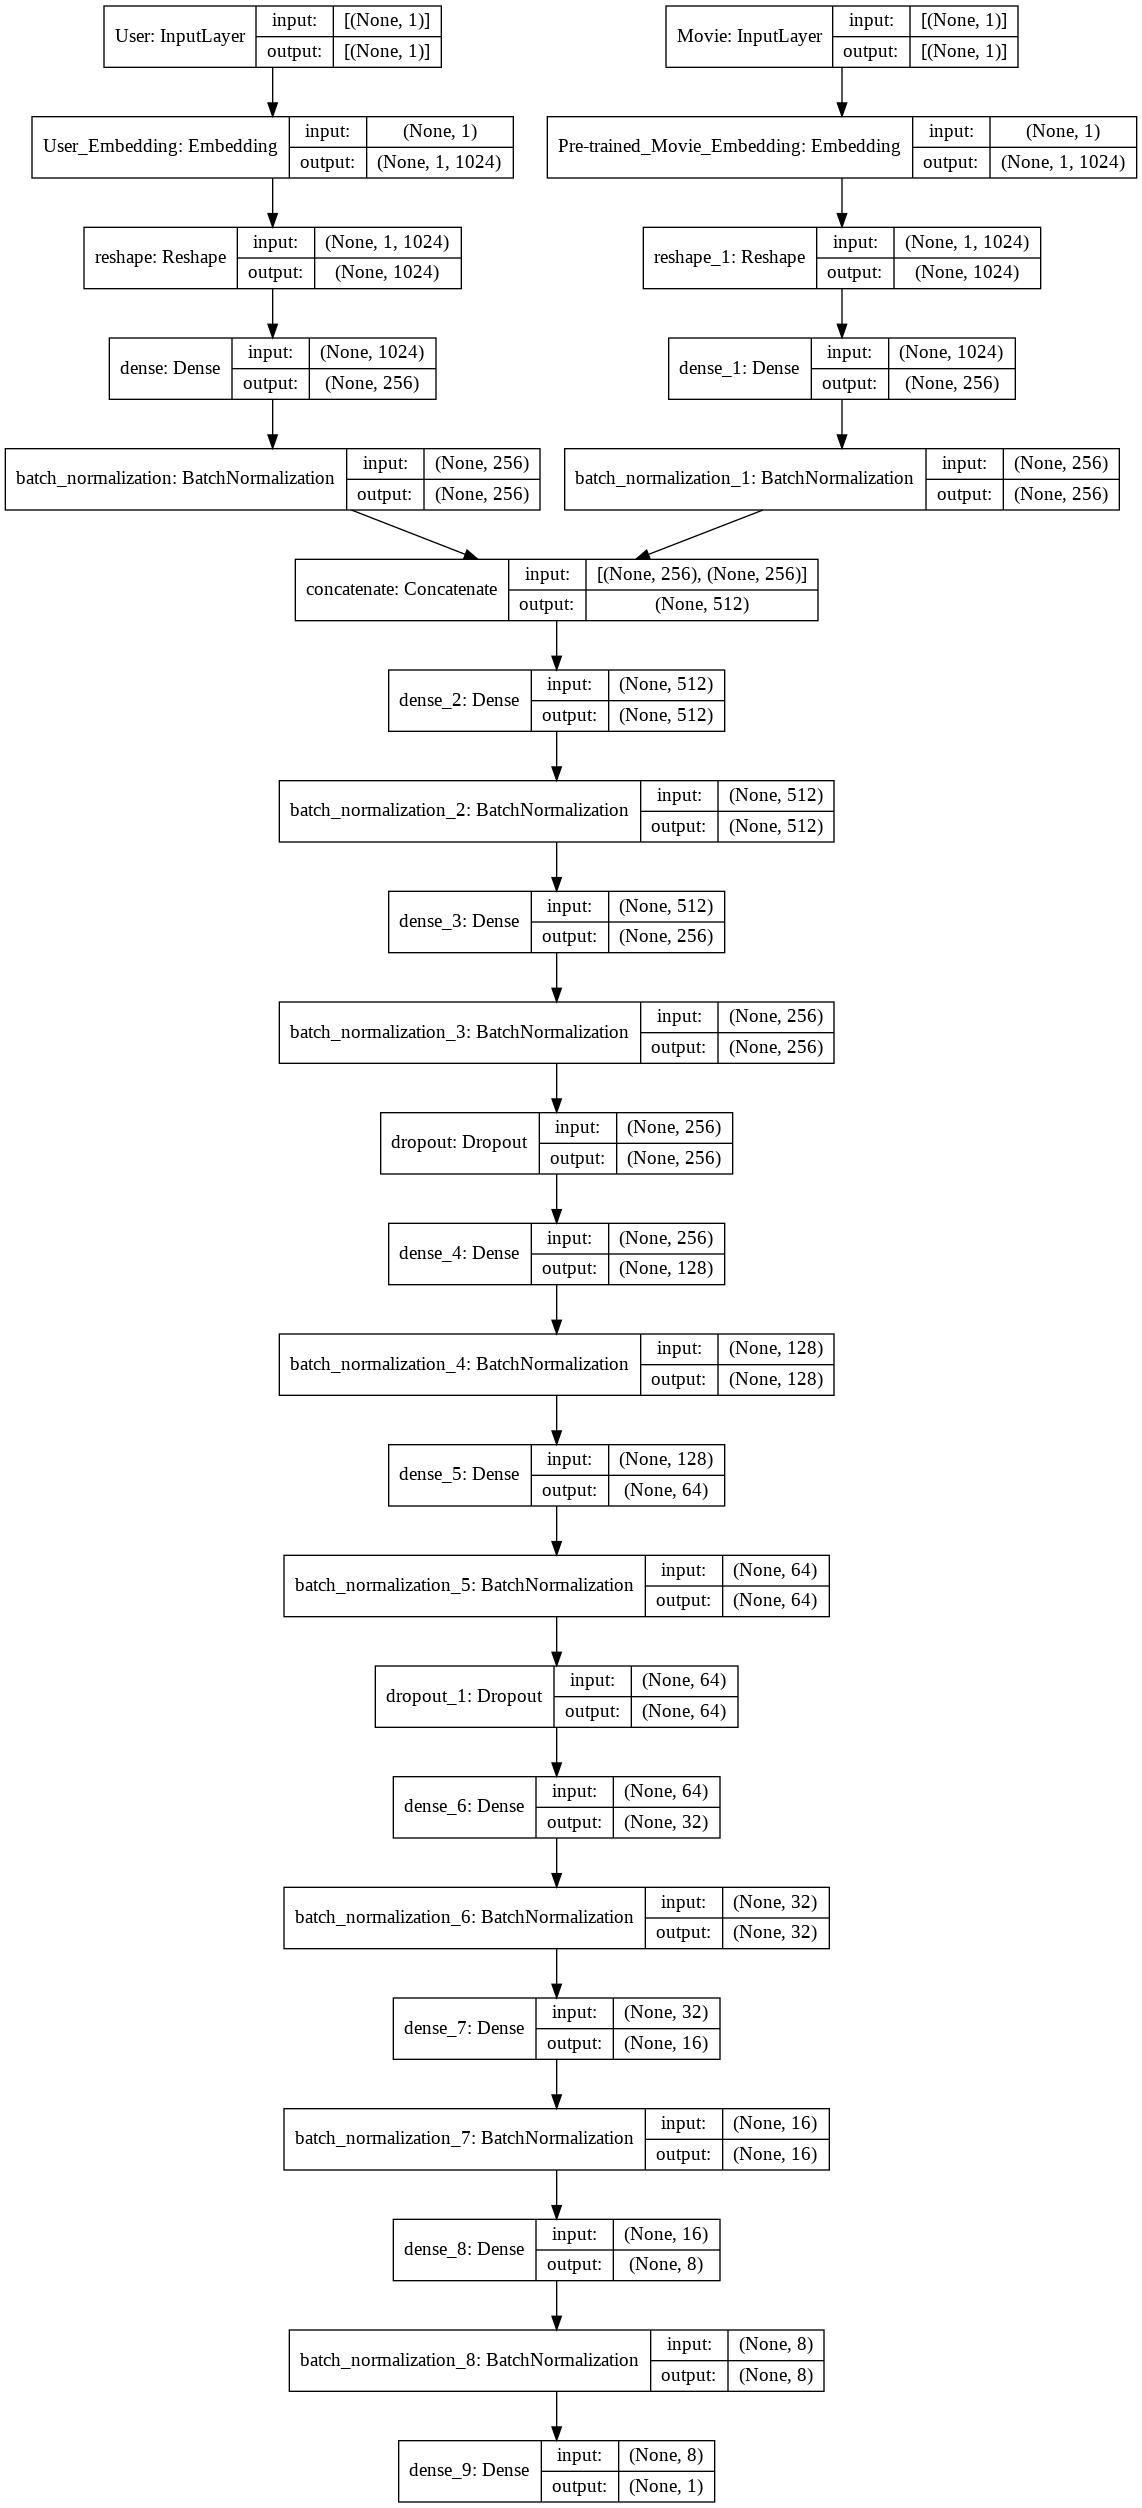 User: InputLayer
input: [(None, 1)]
output: [(None, 1)]
Movie: InputLayer
input: [(None, 1)]
output: [(None, 1)]
User_Embedding: Embedding
input: (None, 1)
output: (None, 1, 1024)
Pre-trained_Movie_Embedding: Embedding
input: (None, 1)
output: (None, 1, 1024)
reshape: Reshape
input: (None, 1, 1024)
output: (None, 1024)
reshape_1: Reshape
input: (None, 1, 1024)
output: (None, 1024)
dense: Dense
input: (None, 1024)
output: (None, 256)
dense_1: Dense
input: (None, 1024)
output: (None, 256)
batch_normalization: BatchNormalization
input: (None, 256)
output: (None, 256)
batch_normalization_1: BatchNormalization
input: (None, 256)
output: (None, 256)
concatenate: Concatenate
input: [(None, 256), (None, 256)]
output: (None, 512)
dense_2: Dense
input: (None, 512)
output: (None, 512)
batch_normalization_2: BatchNormalization
input: (None, 512)
output: (None, 512)
dense_3: Dense
input: (None, 512)
output: (None, 256)
batch_normalization_3: BatchNormalization
input: (None, 256)
output: (None, 256)
dropout: Dropout
input: (None, 256)
output: (None, 256)
dense_4: Dense
input: (None, 256)
output: (None, 128)
batch_normalization_4: BatchNormalization
input: (None, 128)
output: (None, 128)
dense_5: Dense
input: (None, 128)
output: (None, 64)
batch_normalization_5: BatchNormalization
input: (None, 64)
output: (None, 64)
dropout_1: Dropout
input: (None, 64)
output: (None, 64)
dense_6: Dense
input: (None, 64)
output: (None, 32)
batch_normalization_6: BatchNormalization
input: (None, 32)
output: (None, 32)
dense_7: Dense
input: (None, 32)
output: (None, 16)
batch_normalization_7: BatchNormalization
input: (None, 16)
output: (None, 16)
dense_8: Dense
input: (None, 16)
output: (None, 8)
batch_normalization_8: BatchNormalization
input: (None, 8)
output: (None, 8)
dense_9: Dense
input: (None, 8)
output: (None, 1)